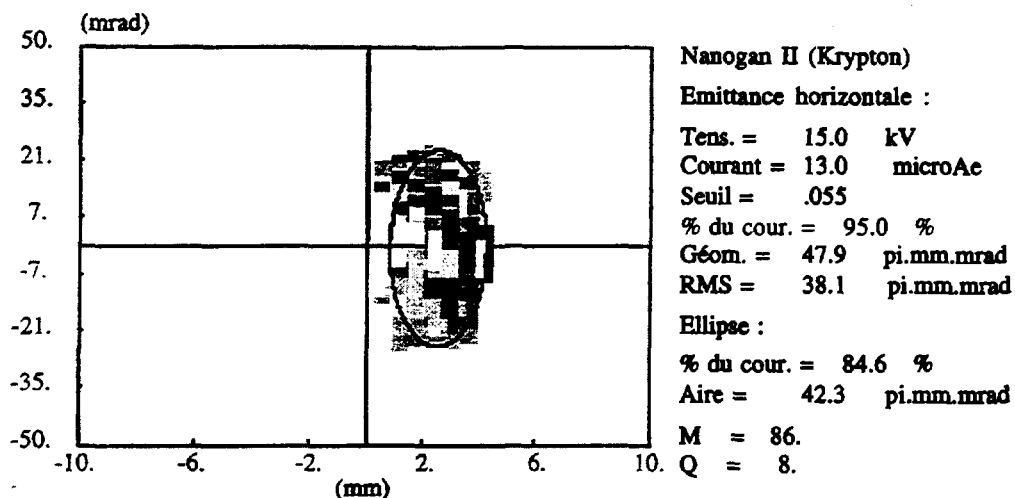 (mrad)
50.
35.
21.
7.
-7.
-21.
-35.
-50.
-10. -6. -2. 2. 6. 10.
(mm)
Nanogan II (Krypton)
Emittance horizontale :
Tens. = 15.0 kV
Courant = 13.0 microAe
Seuil = .055
% du cour. = 95.0 %
Géom. = 47.9 pi.mm.mrad
RMS = 38.1 pi.mm.mrad
Ellipse :
% du cour. = 84.6 %
Aire = 42.3 pi.mm.mrad
M = 86.
Q = 8.